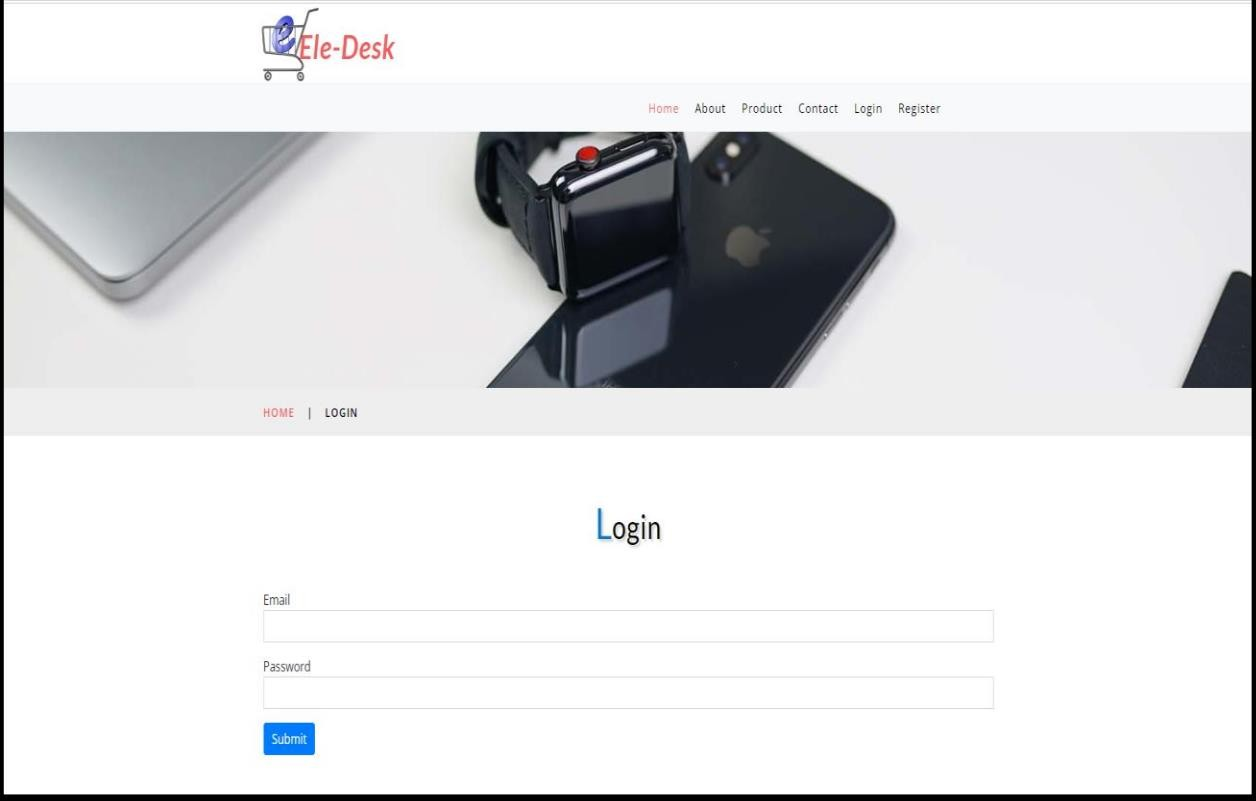 e
Ele-Desk
Home About Product Contact Login Register
HOME | LOGIN
Login
Email
Password
Submit